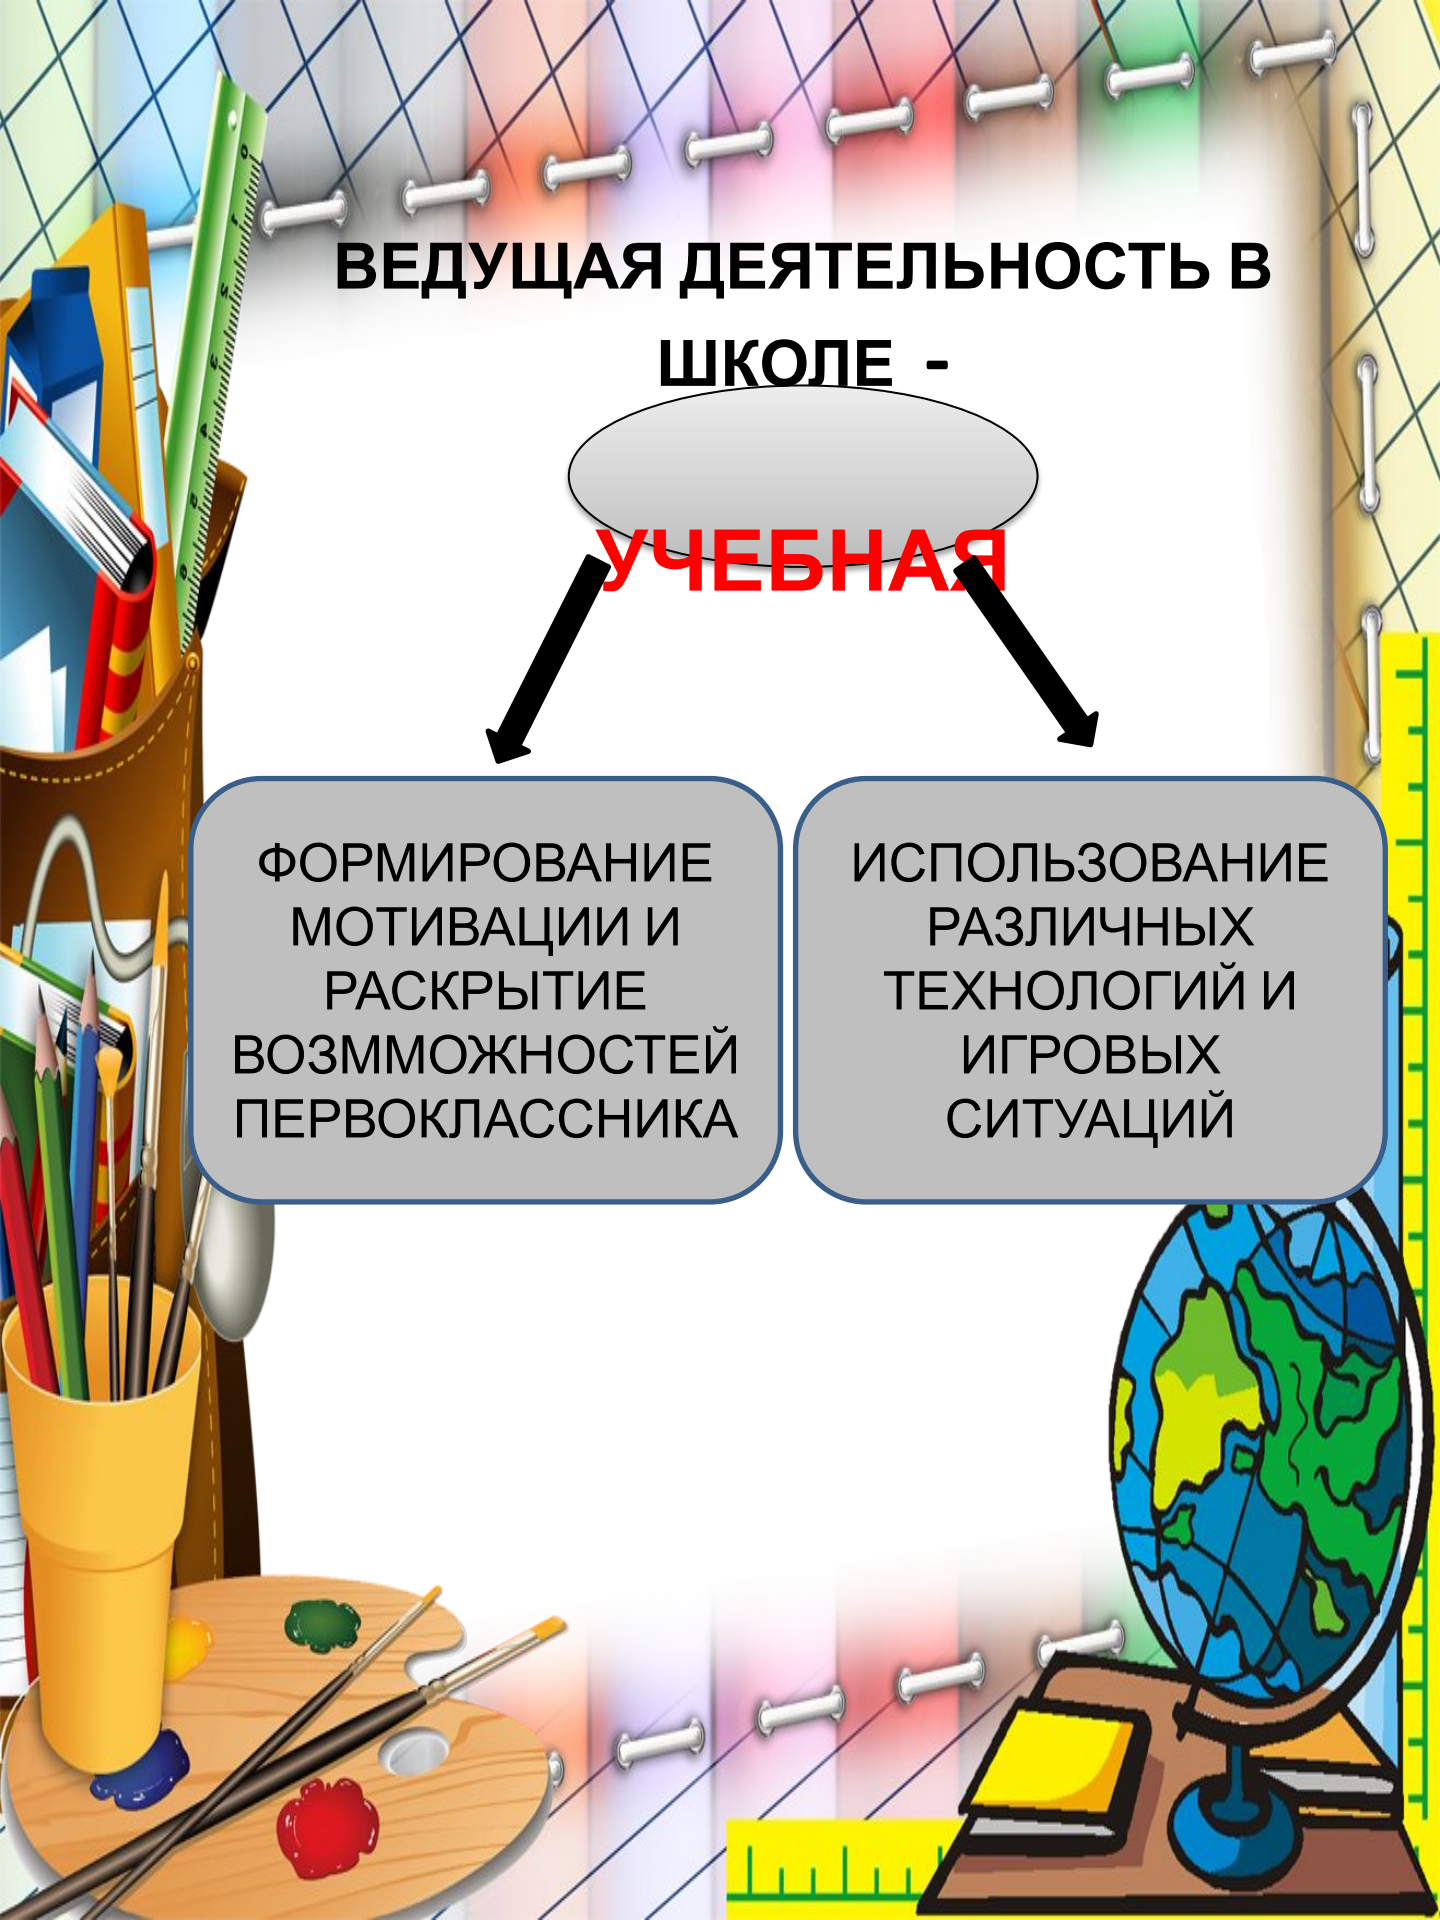 ВЕДУЩАЯ ДЕЯТЕЛЬНОСТЬ В
ШКОЛЕ -
УЧЕБНАЯ
ФОРМИРОВАНИЕ
МОТИВАЦИИ И
РАСКРЫТИЕ
ВОЗММОЖНОСТЕЙ
ПЕРВОКЛАССНИКА
ИСПОЛЬЗОВАНИЕ
РАЗЛИЧНЫХ
ТЕХНОЛОГИЙ И
ИГРОВЫХ
СИТУАЦИЙ